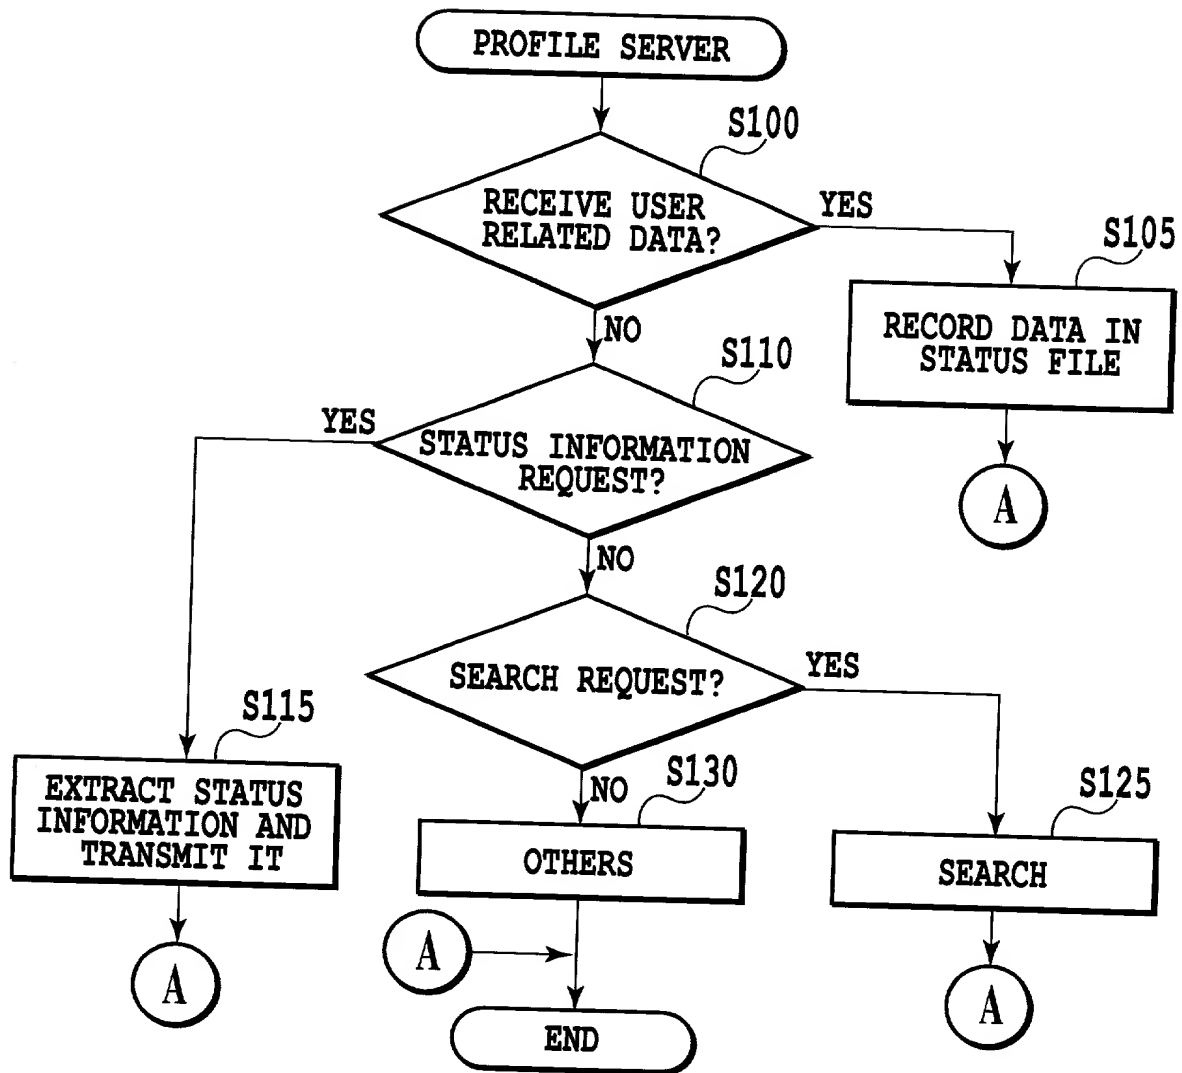 PROFILE SERVER
S100
RECEIVE USER
RELATED DATA?
YES
S105
RECORD DATA IN
STATUS FILE
A
NO
S110
YES
STATUS INFORMATION
REQUEST?
NO
S120
SEARCH REQUEST?
YES
S115
EXTRACT STATUS
INFORMATION AND
TRANSMIT IT
A
NO
S130
OTHERS
S125
SEARCH
A
A
END